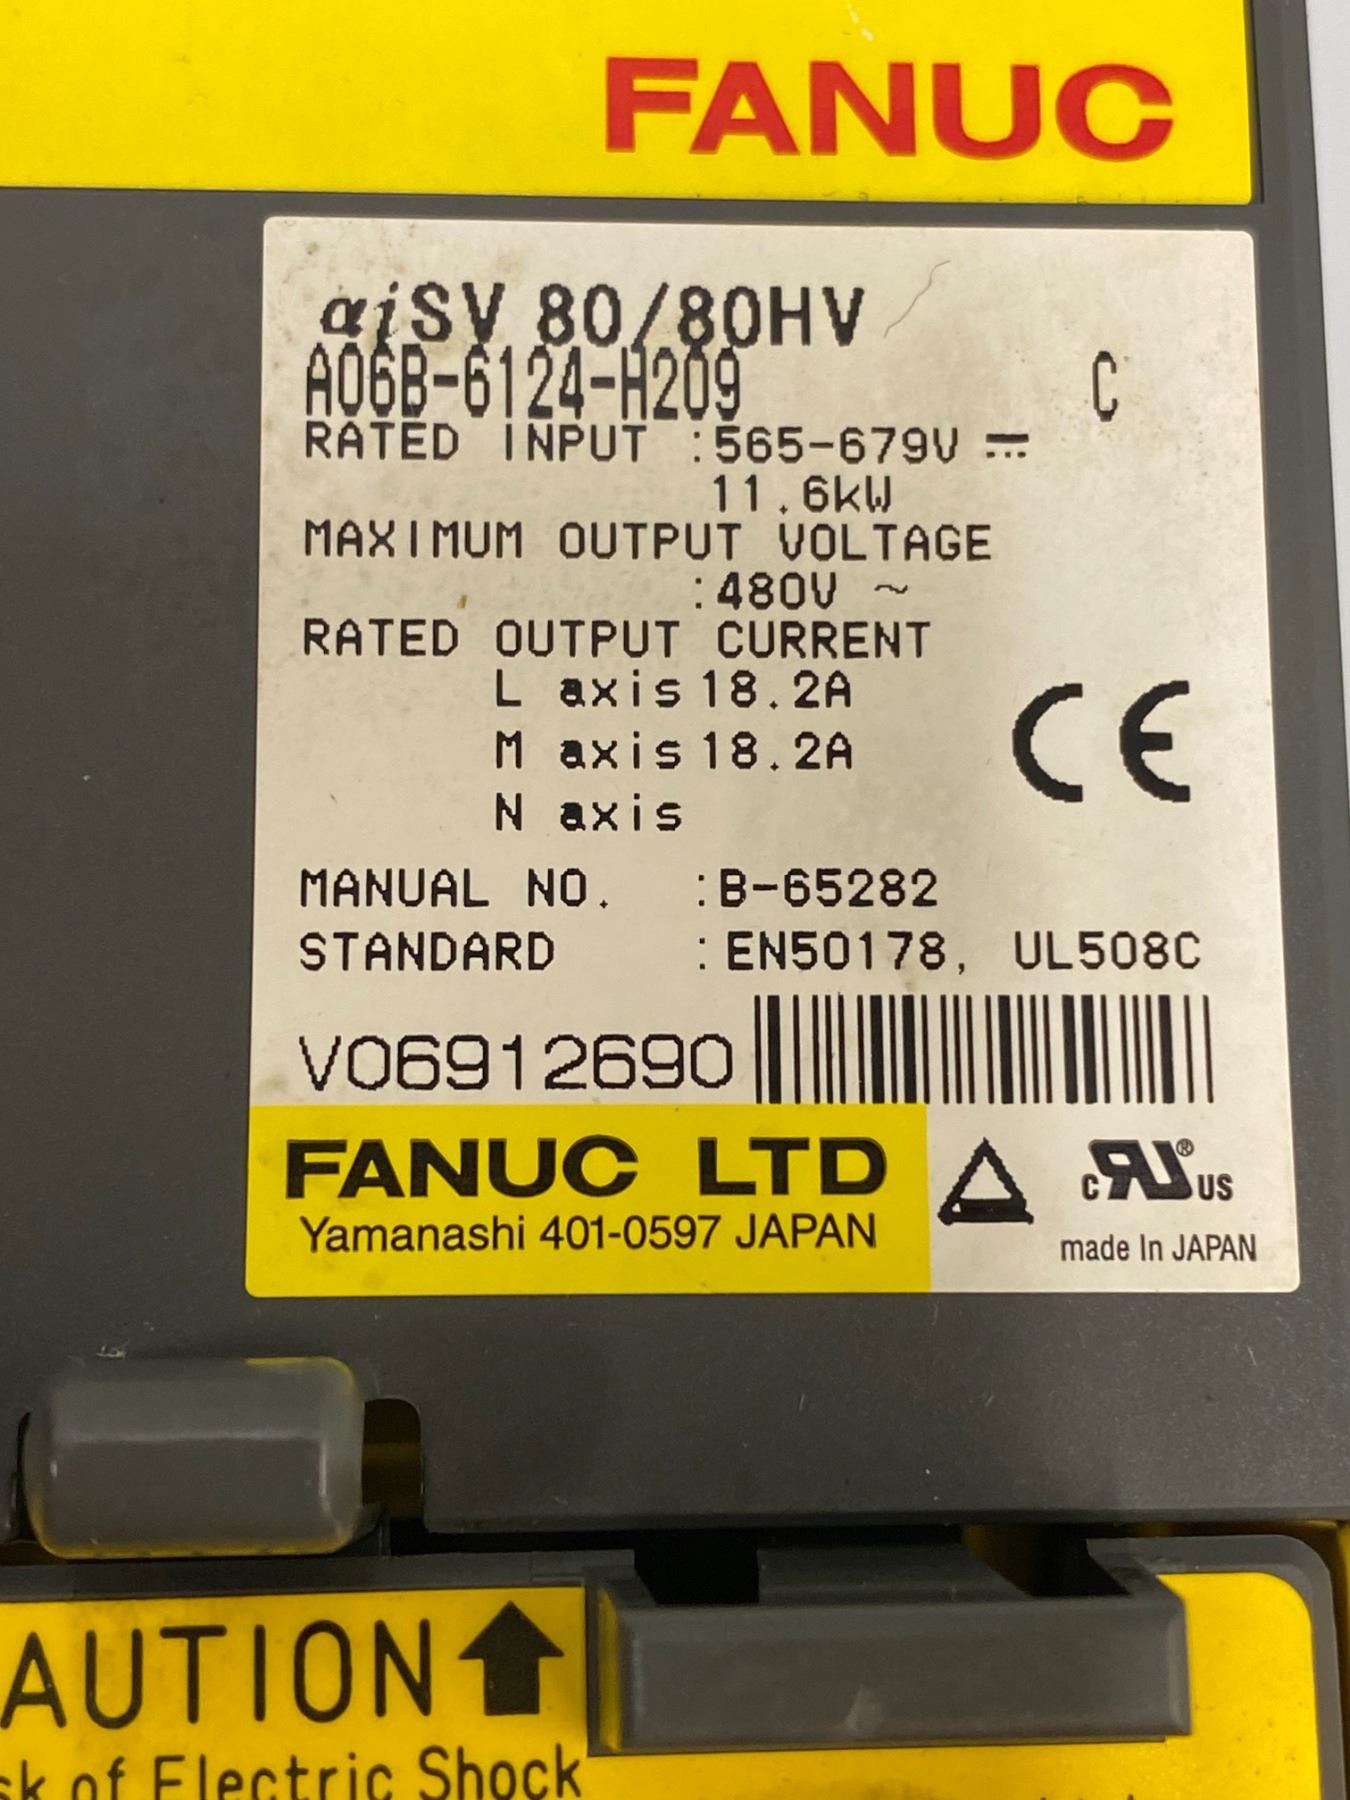 FANUC
αiSV 80/80HV
A06B-6124-H209 C
RATED INPUT :565-679V ⎓
11.6kW
MAXIMUM OUTPUT VOLTAGE
:480V ~
RATED OUTPUT CURRENT
L axis 18.2A
M axis 18.2A
N axis
MANUAL NO. :B-65282
STANDARD :EN50178, UL508C
CE
V06912690
FANUC LTD
Yamanashi 401-0597 JAPAN
c RU ® US
made In JAPAN
AUTION
sk of Electric Shock